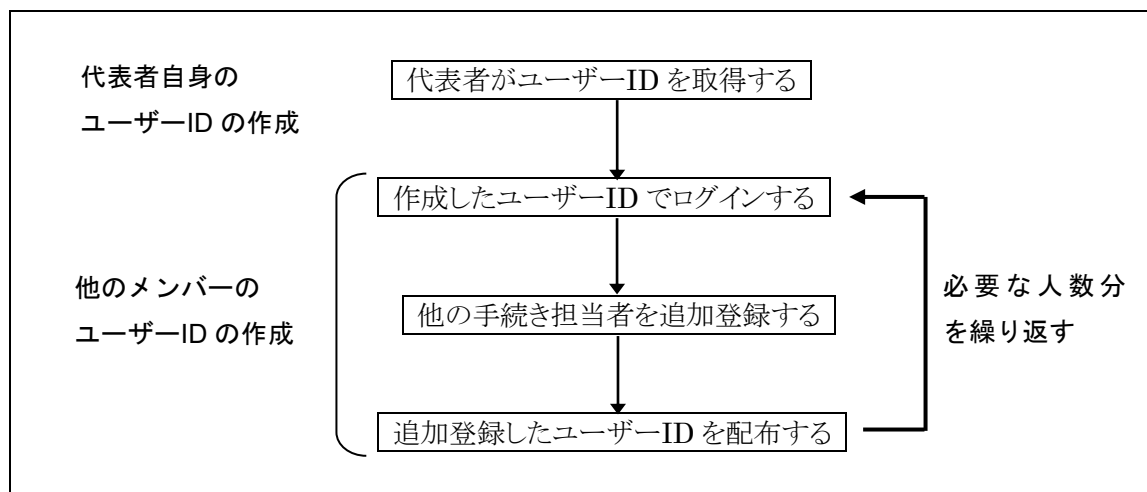 代表者自身の
ユーザーID の作成
代表者がユーザーID を取得する
作成したユーザーID でログインする
他のメンバーの
ユーザーID の作成
他の手続き担当者を追加登録する
必要な人数分
を繰り返す
追加登録したユーザーID を配布する